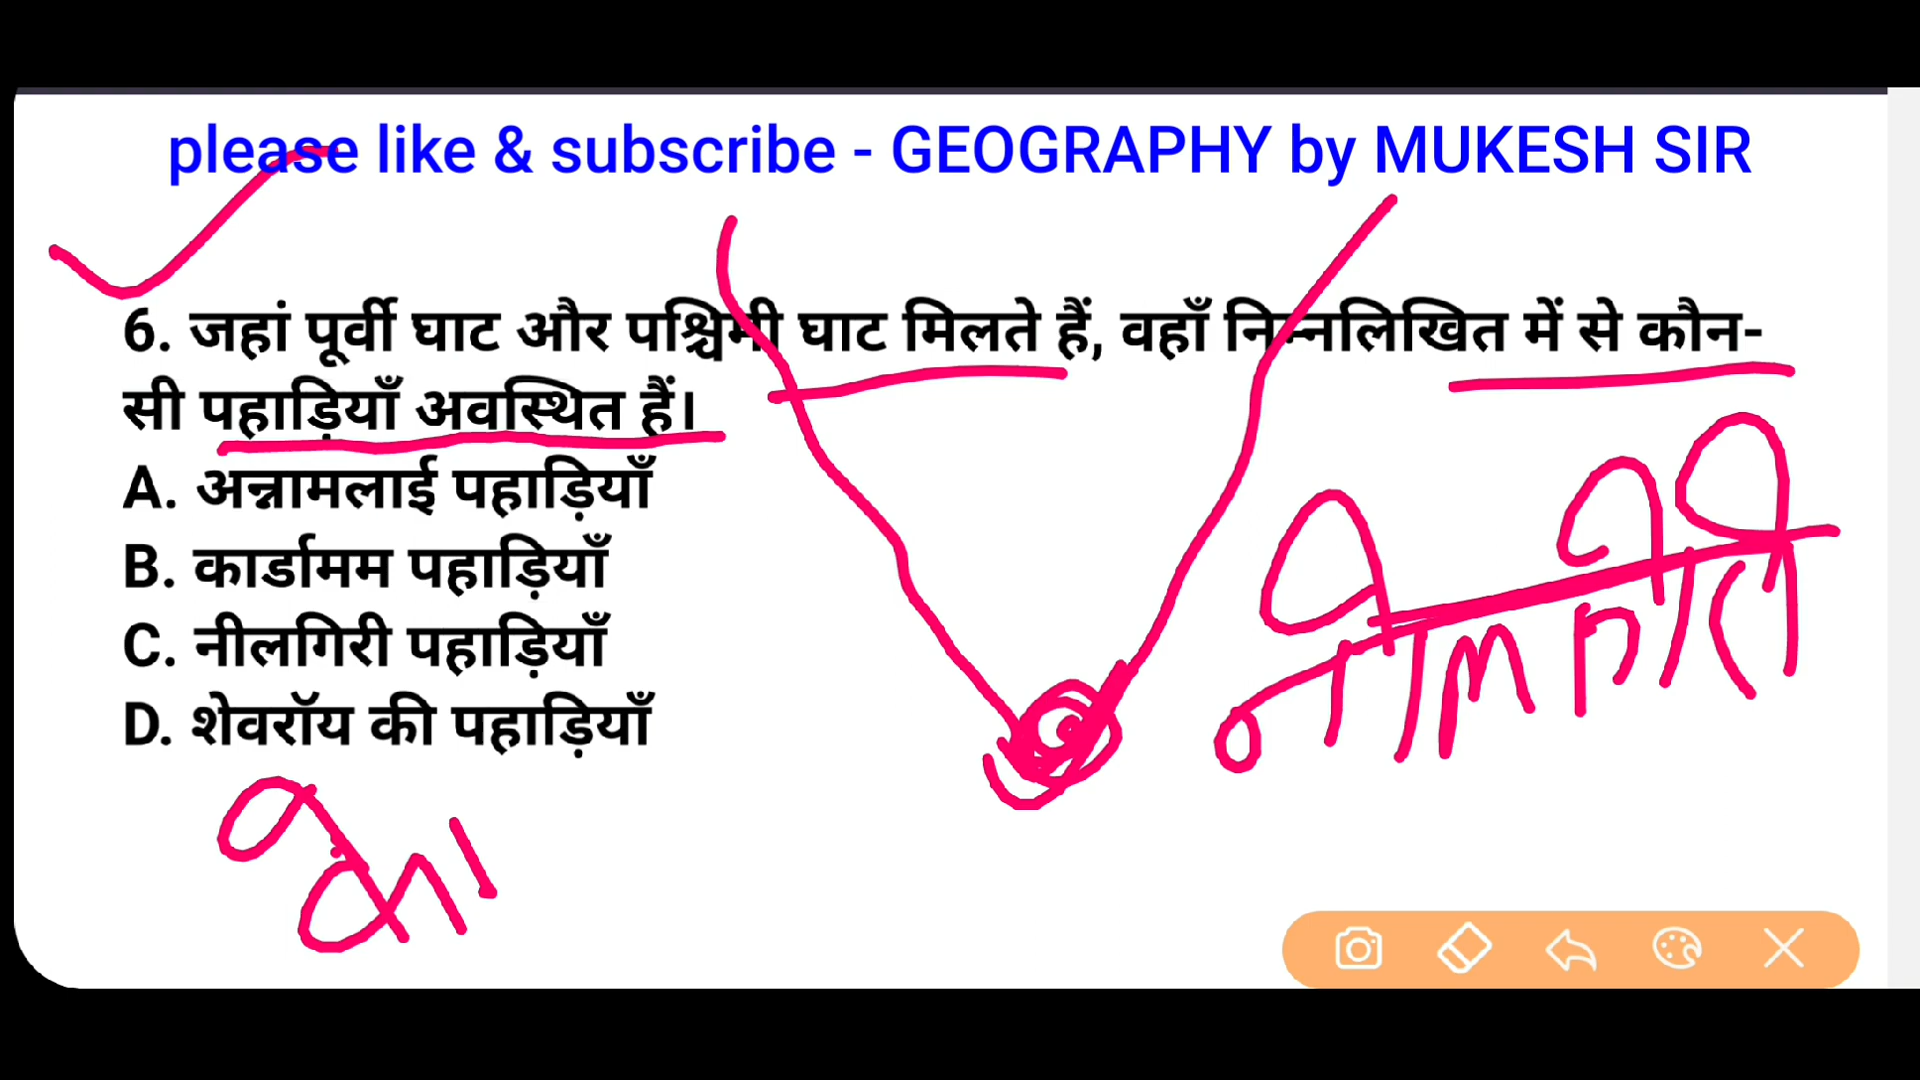 please like & subscribe - GEOGRAPHY by MUKESH SIR
6. जहां पूर्वी घाट और पश्चिमी घाट मिलते हैं, वहाँ निम्नलिखित में से कौन-
सी पहाड़ियाँ अवस्थित हैं।
A. अन्नामलाई पहाड़ियाँ
B. कार्डामम पहाड़ियाँ
C. नीलगिरी पहाड़ियाँ
D. शेवरॉय की पहाड़ियाँ